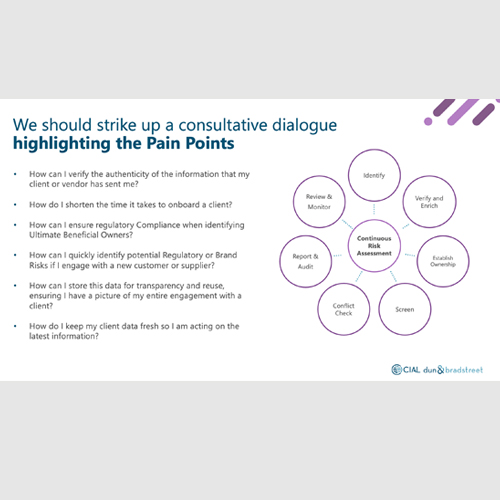 We should strike up a consultative dialogue
highlighting the Pain Points
• How can I verify the authenticity of the information that my
client or vendor has sent me?
• How do I shorten the time it takes to onboard a client?
• How can I ensure regulatory Compliance when identifying
Ultimate Beneficial Owners?
• How can I quickly identify potential Regulatory or Brand
Risks if I engage with a new customer or supplier?
• How can I store this data for transparency and reuse,
ensuring I have a picture of my entire engagement with a
client?
• How do I keep my client data fresh so I am acting on the
latest information?
Identify
Verify and
Enrich
Establish
Ownership
Screen
Conflict
Check
Report &
Audit
Review &
Monitor
Continuous
Risk
Assessment
CIAL dun&bradstreet